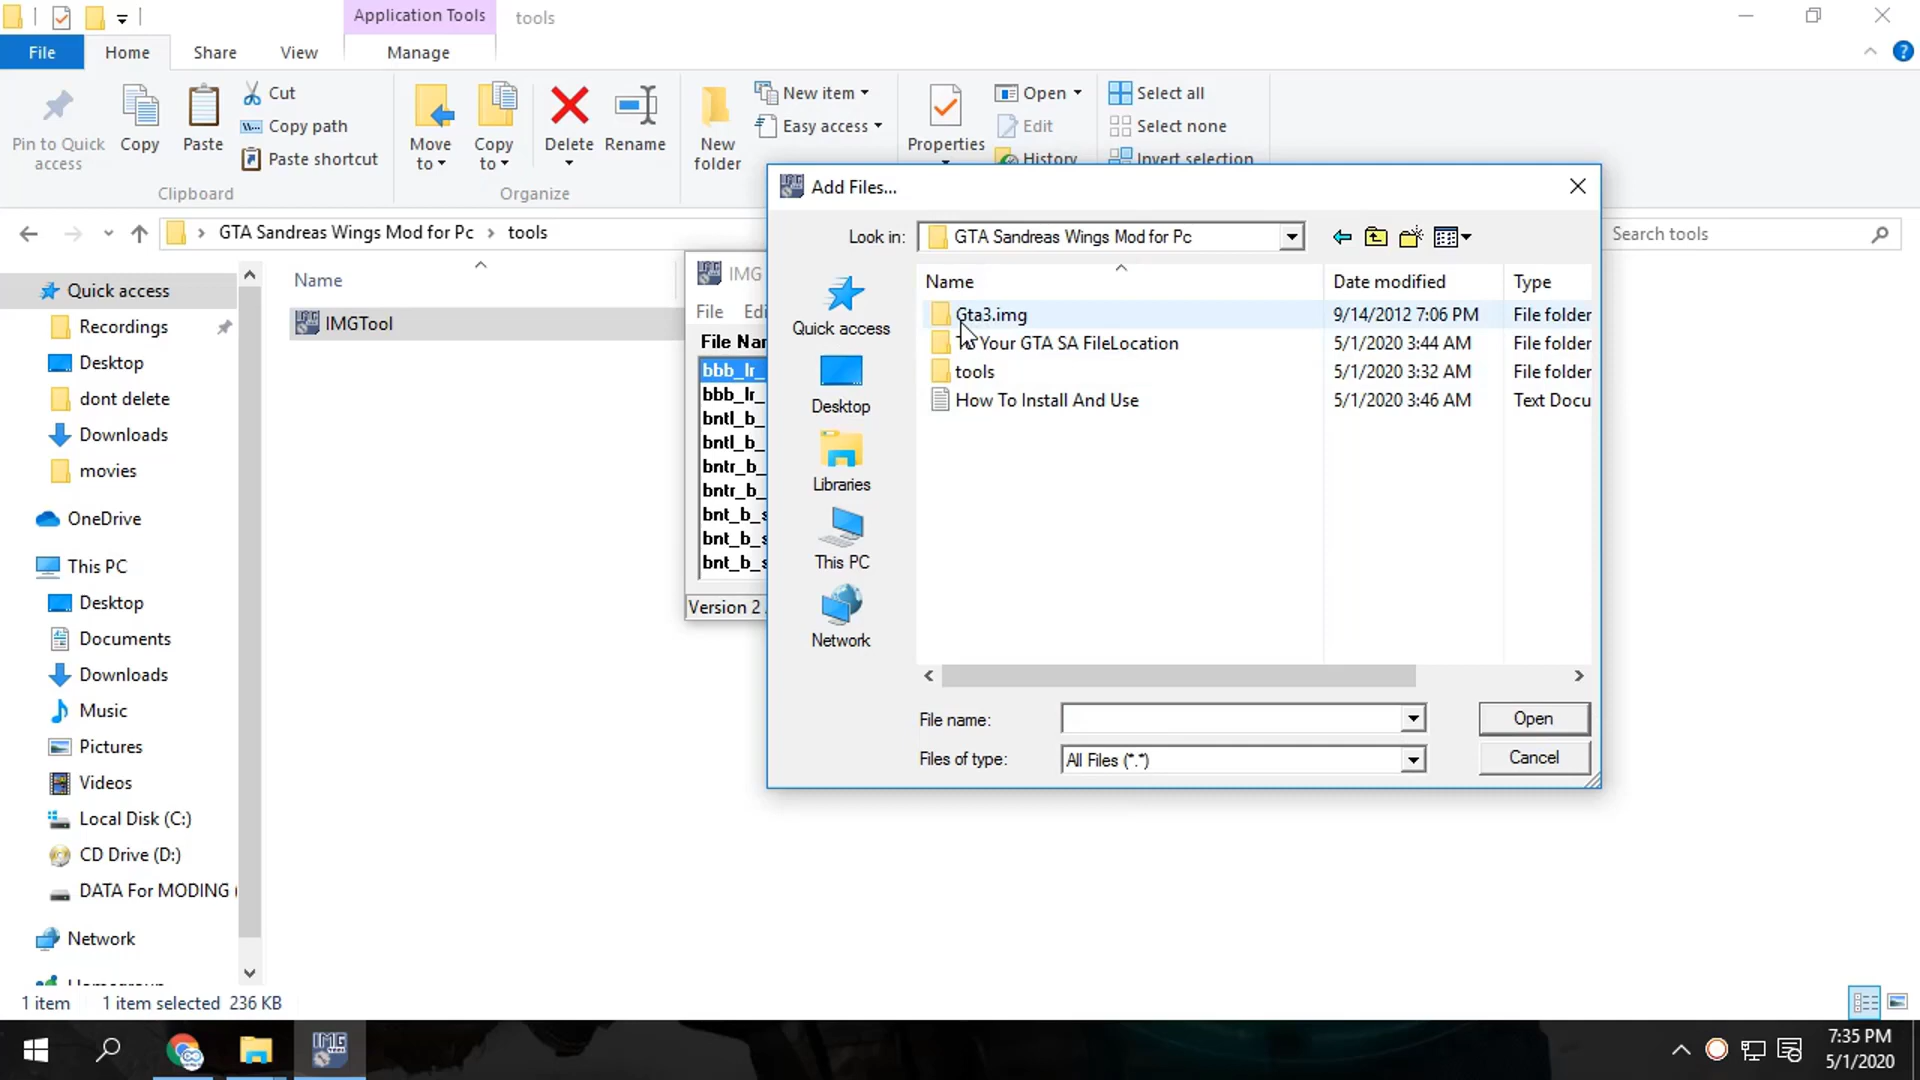 Application Tools
tools
File
Home
Share
View
Manage
Pin to Quick access
Copy
Paste
Cut
Copy path
Paste shortcut
Clipboard
Move to
Copy to
Delete
Rename
Organize
New folder
New item
Easy access
Properties
Open
Edit
History
Select all
Select none
Invert selection
GTA Sandreas Wings Mod for Pc
tools
Search tools
Quick access
Recordings
Desktop
dont delete
Downloads
movies
OneDrive
This PC
Desktop
Documents
Downloads
Music
Pictures
Videos
Local Disk (C:)
CD Drive (D:)
DATA For MODING (
Network
Name
IMGTool
IMG
File
Edi
File Nar
bbb_lr_
bbb_lr_
bntl_b_
bntl_b_
bntr_b_
bntr_b_
bnt_b_s
bnt_b_s
bnt_b_s
Version 2
IMG Add Files...
Look in:
GTA Sandreas Wings Mod for Pc
Quick access
Desktop
Libraries
This PC
Network
Name Date modified Type
Gta3.img 9/14/2012 7:06 PM File folder
Your GTA SA FileLocation 5/1/2020 3:44 AM File folder
tools 5/1/2020 3:32 AM File folder
How To Install And Use 5/1/2020 3:46 AM Text Docu
File name:
Open
Files of type:
All Files (*.*)
Cancel
1 item 1 item selected 236 KB
IMG
7:35 PM
5/1/2020